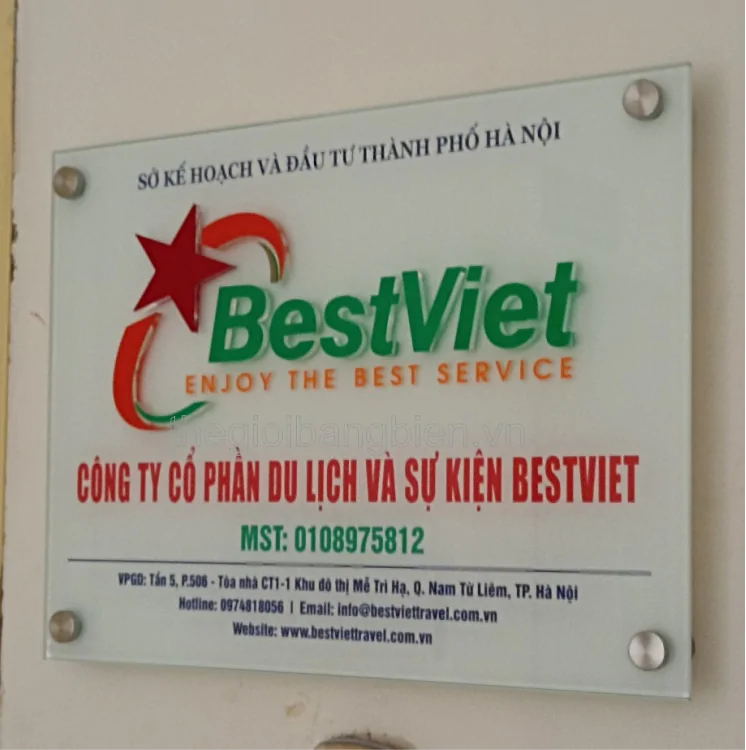 SỞ KẾ HOẠCH VÀ ĐẦU TƯ THÀNH PHỐ HÀ NỘI
BestViet
ENJOY THE BEST SERVICE
thegioibangbien.vn
CÔNG TY CỔ PHẦN DU LỊCH VÀ SỰ KIỆN BESTVIET
MST: 0108975812
VPGD: Tần 5, P.506 - Tòa nhà CT1-1 Khu đô thị Mễ Trì Hạ, Q. Nam Từ Liêm, TP. Hà Nội
Hotline: 0974818056 | Email: info@bestviettravel.com.vn
Website: www.bestviettravel.com.vn